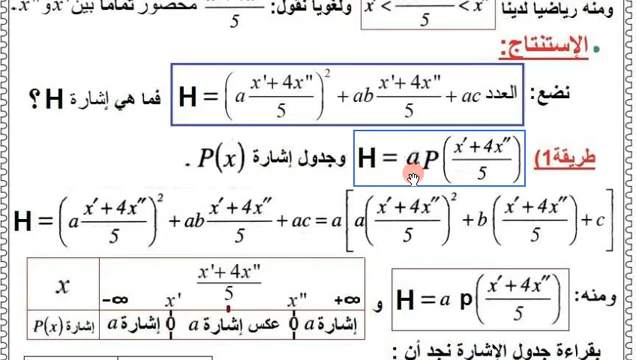 ومنه رياضيا لدينا x' < ─── / 5 < x" ولغويا نقول: ─── / 5 محصور تماما بين x' و x".
• الإستنتاج:
نضع: العدد H = (a (x'+4x")/5)² + ab (x'+4x")/5 + ac فما هي إشارة H ؟
طريقة1) H = a P((x'+4x")/5) وجدول إشارة P(x) .
H = (a (x'+4x")/5)² + ab (x'+4x")/5 + ac = a[a((x'+4x")/5)² + b((x'+4x")/5) + c]
ومنه: H = a p((x'+4x")/5) و
x −∞ x' (x'+4x")/5 x" +∞
إشارة P(x) إشارة a 0 عكس إشارة a 0 إشارة a
بقراءة جدول الإشارة نجد أن :